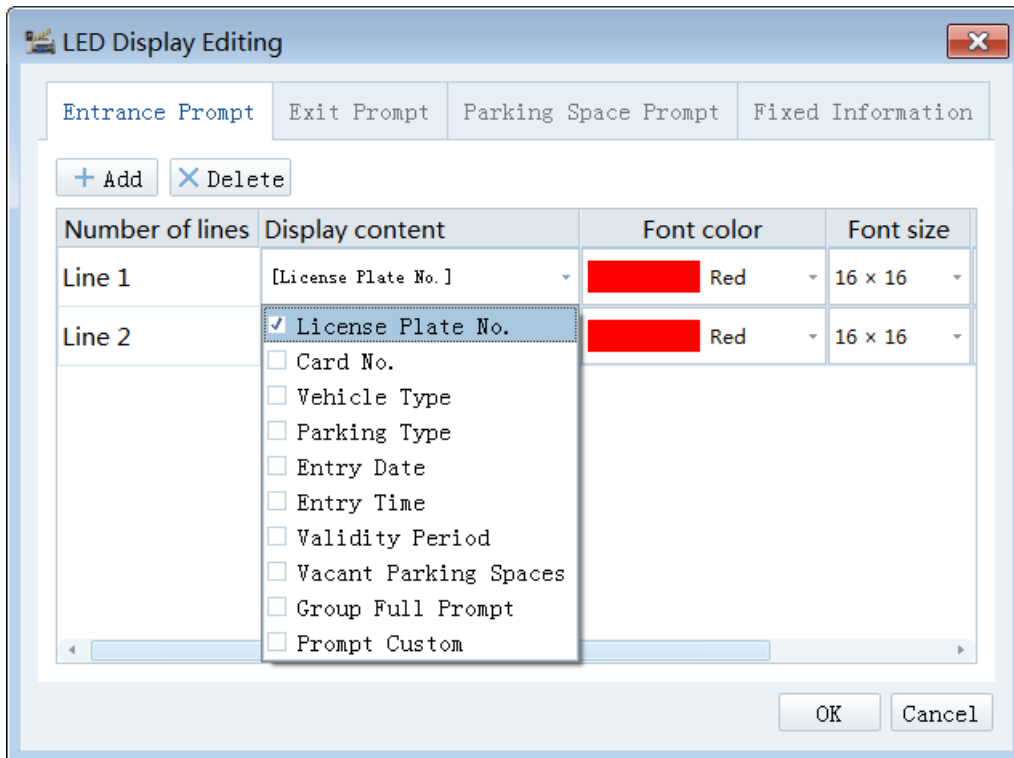 LED Display Editing
Entrance Prompt Exit Prompt Parking Space Prompt Fixed Information
Add Delete
Number of lines Display content Font color Font size
Line 1 [License Plate No.] Red 16 × 16
Line 2 Red 16 × 16
License Plate No.
Card No.
Vehicle Type
Parking Type
Entry Date
Entry Time
Validity Period
Vacant Parking Spaces
Group Full Prompt
Prompt Custom
OK Cancel